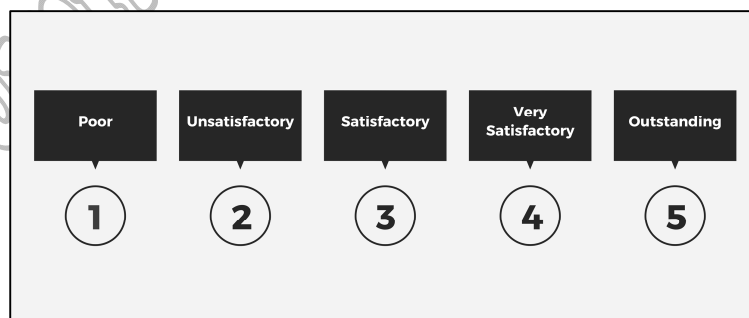 Poor
Unsatisfactory
Satisfactory
Very
Satisfactory
Outstanding
1
2
3
4
5